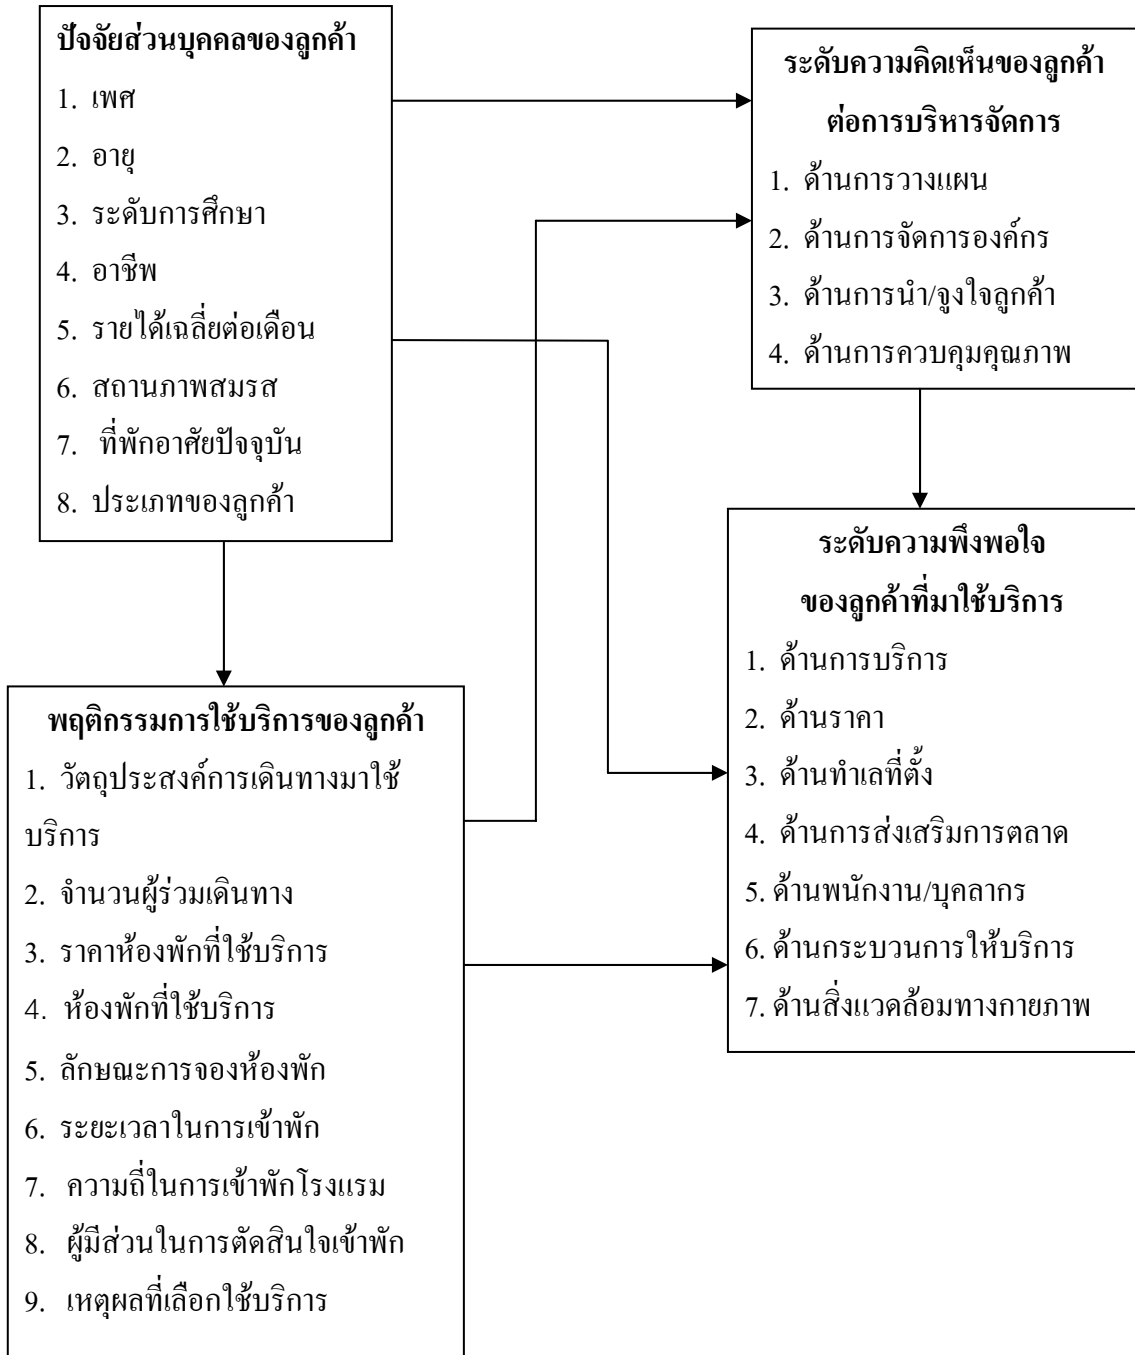 ปัจจัยส่วนบุคคลของลูกค้า
1. เพศ
2. อายุ
3. ระดับการศึกษา
4. อาชีพ
5. รายได้เฉลี่ยต่อเดือน
6. สถานภาพสมรส
7. ที่พักอาศัยปัจจุบัน
8. ประเภทของลูกค้า
ระดับความคิดเห็นของลูกค้า
ต่อการบริหารจัดการ
1. ด้านการวางแผน
2. ด้านการจัดการองค์กร
3. ด้านการนำ/จูงใจลูกค้า
4. ด้านการควบคุมคุณภาพ
พฤติกรรมการใช้บริการของลูกค้า
1. วัตถุประสงค์การเดินทางมาใช้
บริการ
2. จำนวนผู้ร่วมเดินทาง
3. ราคาห้องพักที่ใช้บริการ
4. ห้องพักที่ใช้บริการ
5. ลักษณะการจองห้องพัก
6. ระยะเวลาในการเข้าพัก
7. ความถี่ในการเข้าพักโรงแรม
8. ผู้มีส่วนในการตัดสินใจเข้าพัก
9. เหตุผลที่เลือกใช้บริการ
ระดับความพึงพอใจ
ของลูกค้าที่มาใช้บริการ
1. ด้านการบริการ
2. ด้านราคา
3. ด้านทำเลที่ตั้ง
4. ด้านการส่งเสริมการตลาด
5. ด้านพนักงาน/บุคลากร
6. ด้านกระบวนการให้บริการ
7. ด้านสิ่งแวดล้อมทางกายภาพ